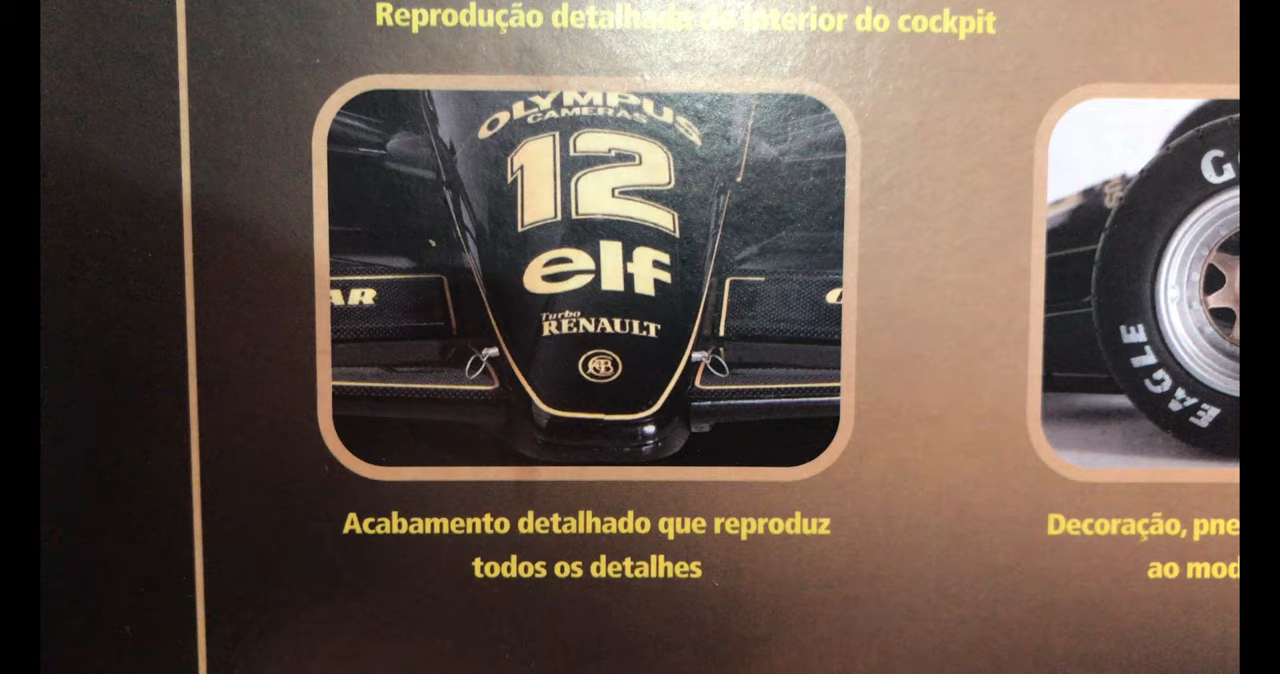 Reprodução detalhada do interior do cockpit
OLYMPUS
CAMERAS
12
elf
Turbo
RENAULT
AR
EAGLE
Acabamento detalhado que reproduz
todos os detalhes
Decoração, pne
ao mod